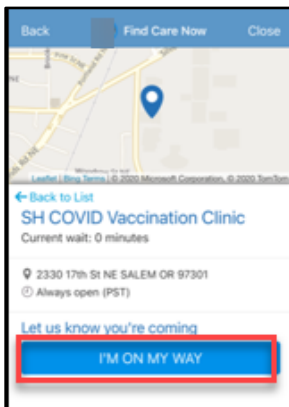 Back Find Care Now Close
Leaflet | Bing Terms | © 2020 Microsoft Corporation, © 2020 TomTom
← Back to List
SH COVID Vaccination Clinic
Current wait: 0 minutes
2330 17th St NE SALEM OR 97301
Always open (PST)
Let us know you're coming
I'M ON MY WAY